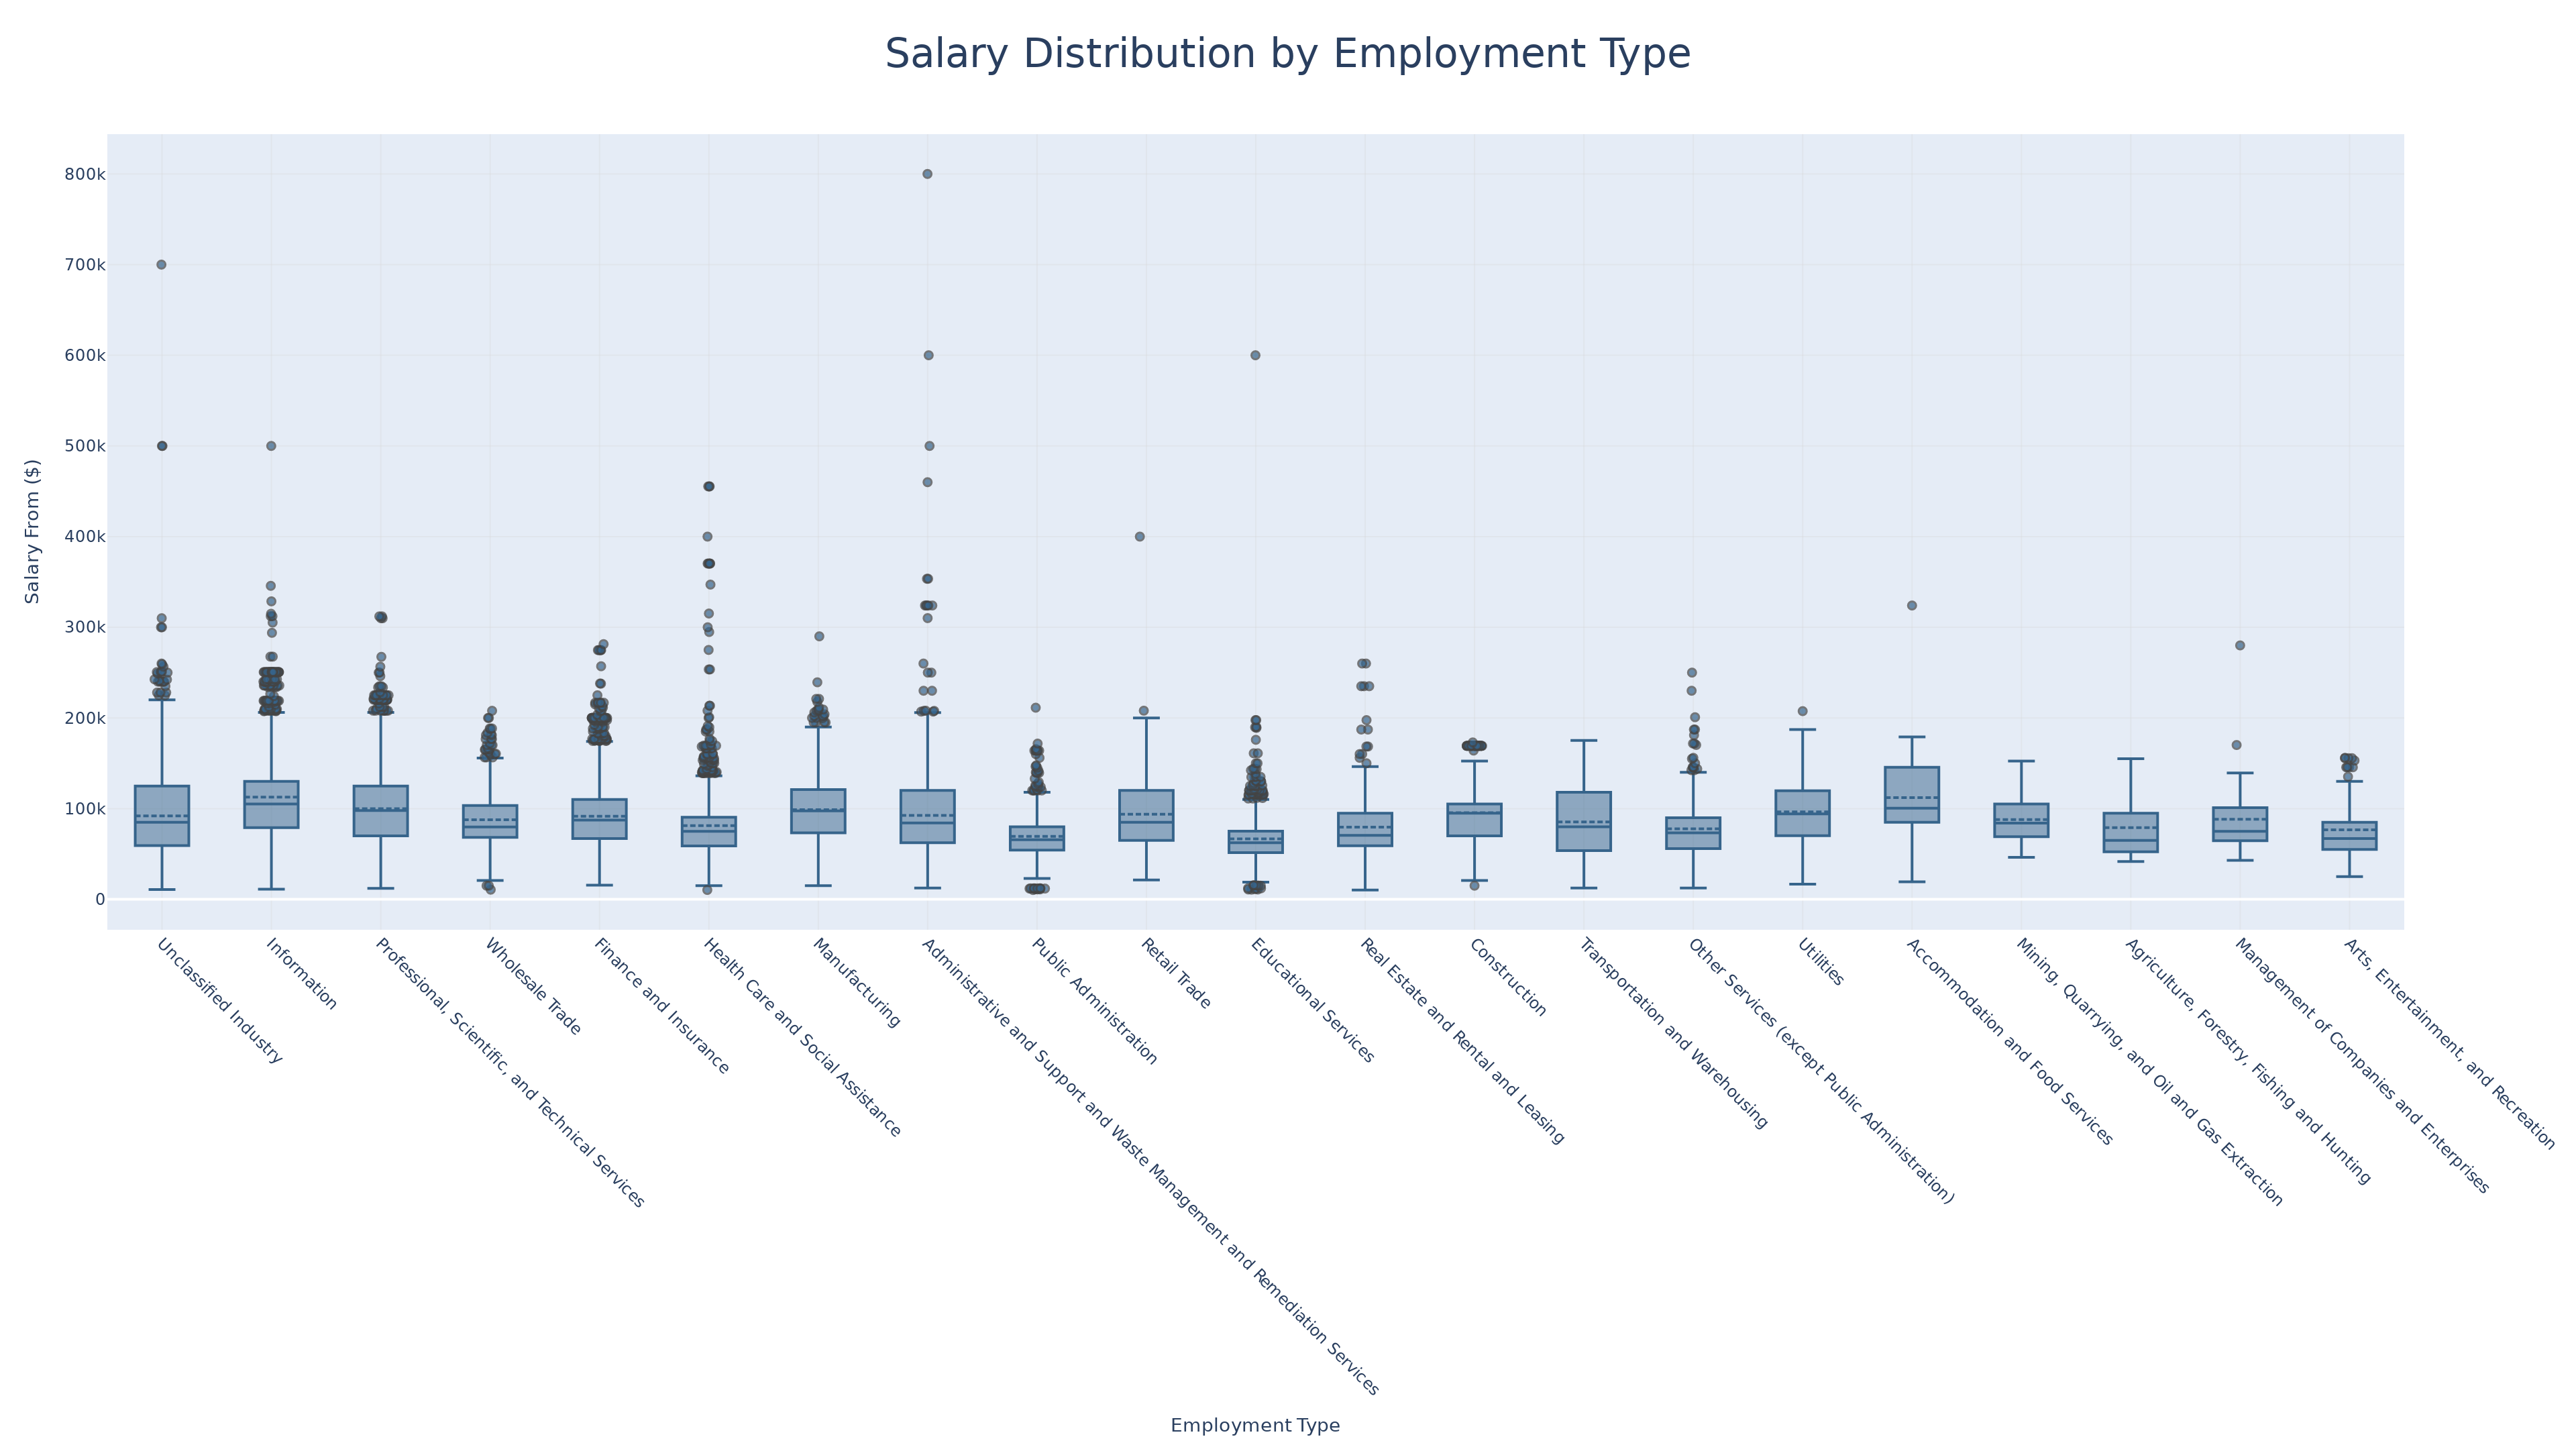 Salary Distribution by Employment Type
Salary From ($)
800k
700k
600k
500k
400k
300k
200k
100k
0
Unclassified Industry
Information
Professional, Scientific, and Technical Services
Wholesale Trade
Finance and Insurance
Health Care and Social Assistance
Manufacturing
Administrative and Support and Waste Management and Remediation Services
Public Administration
Retail Trade
Educational Services
Real Estate and Rental and Leasing
Construction
Transportation and Warehousing
Other Services (except Public Administration)
Utilities
Accommodation and Food Services
Mining, Quarrying, and Oil and Gas Extraction
Agriculture, Forestry, Fishing and Hunting
Management of Companies and Enterprises
Arts, Entertainment, and Recreation
Employment Type